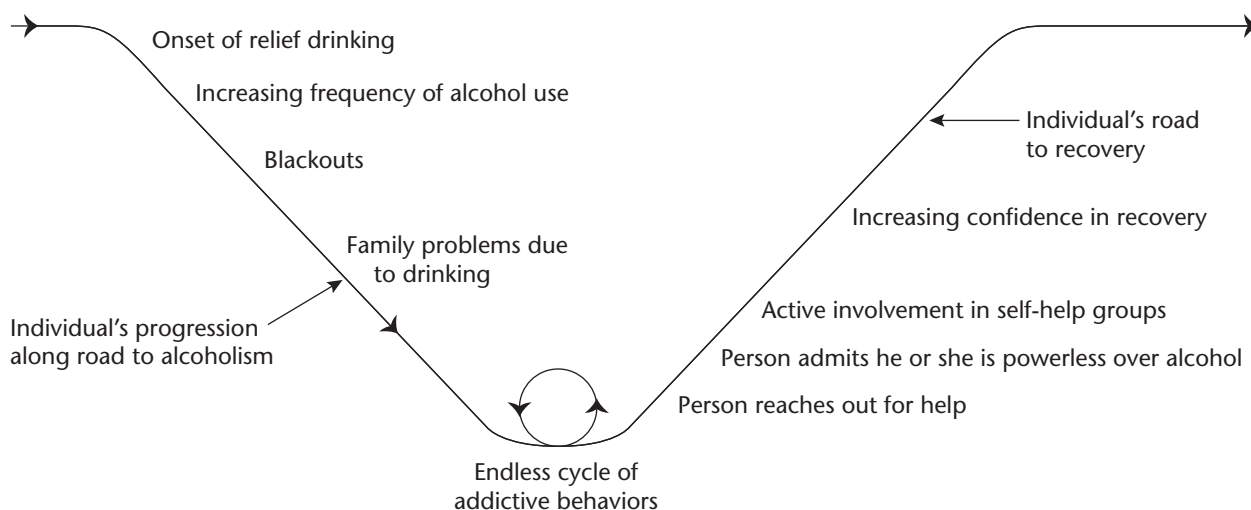 Onset of relief drinking
Increasing frequency of alcohol use
Blackouts
Family problems due
to drinking
Individual's progression
along road to alcoholism
Endless cycle of
addictive behaviors
Individual's road
to recovery
Increasing confidence in recovery
Active involvement in self-help groups
Person admits he or she is powerless over alcohol
Person reaches out for help